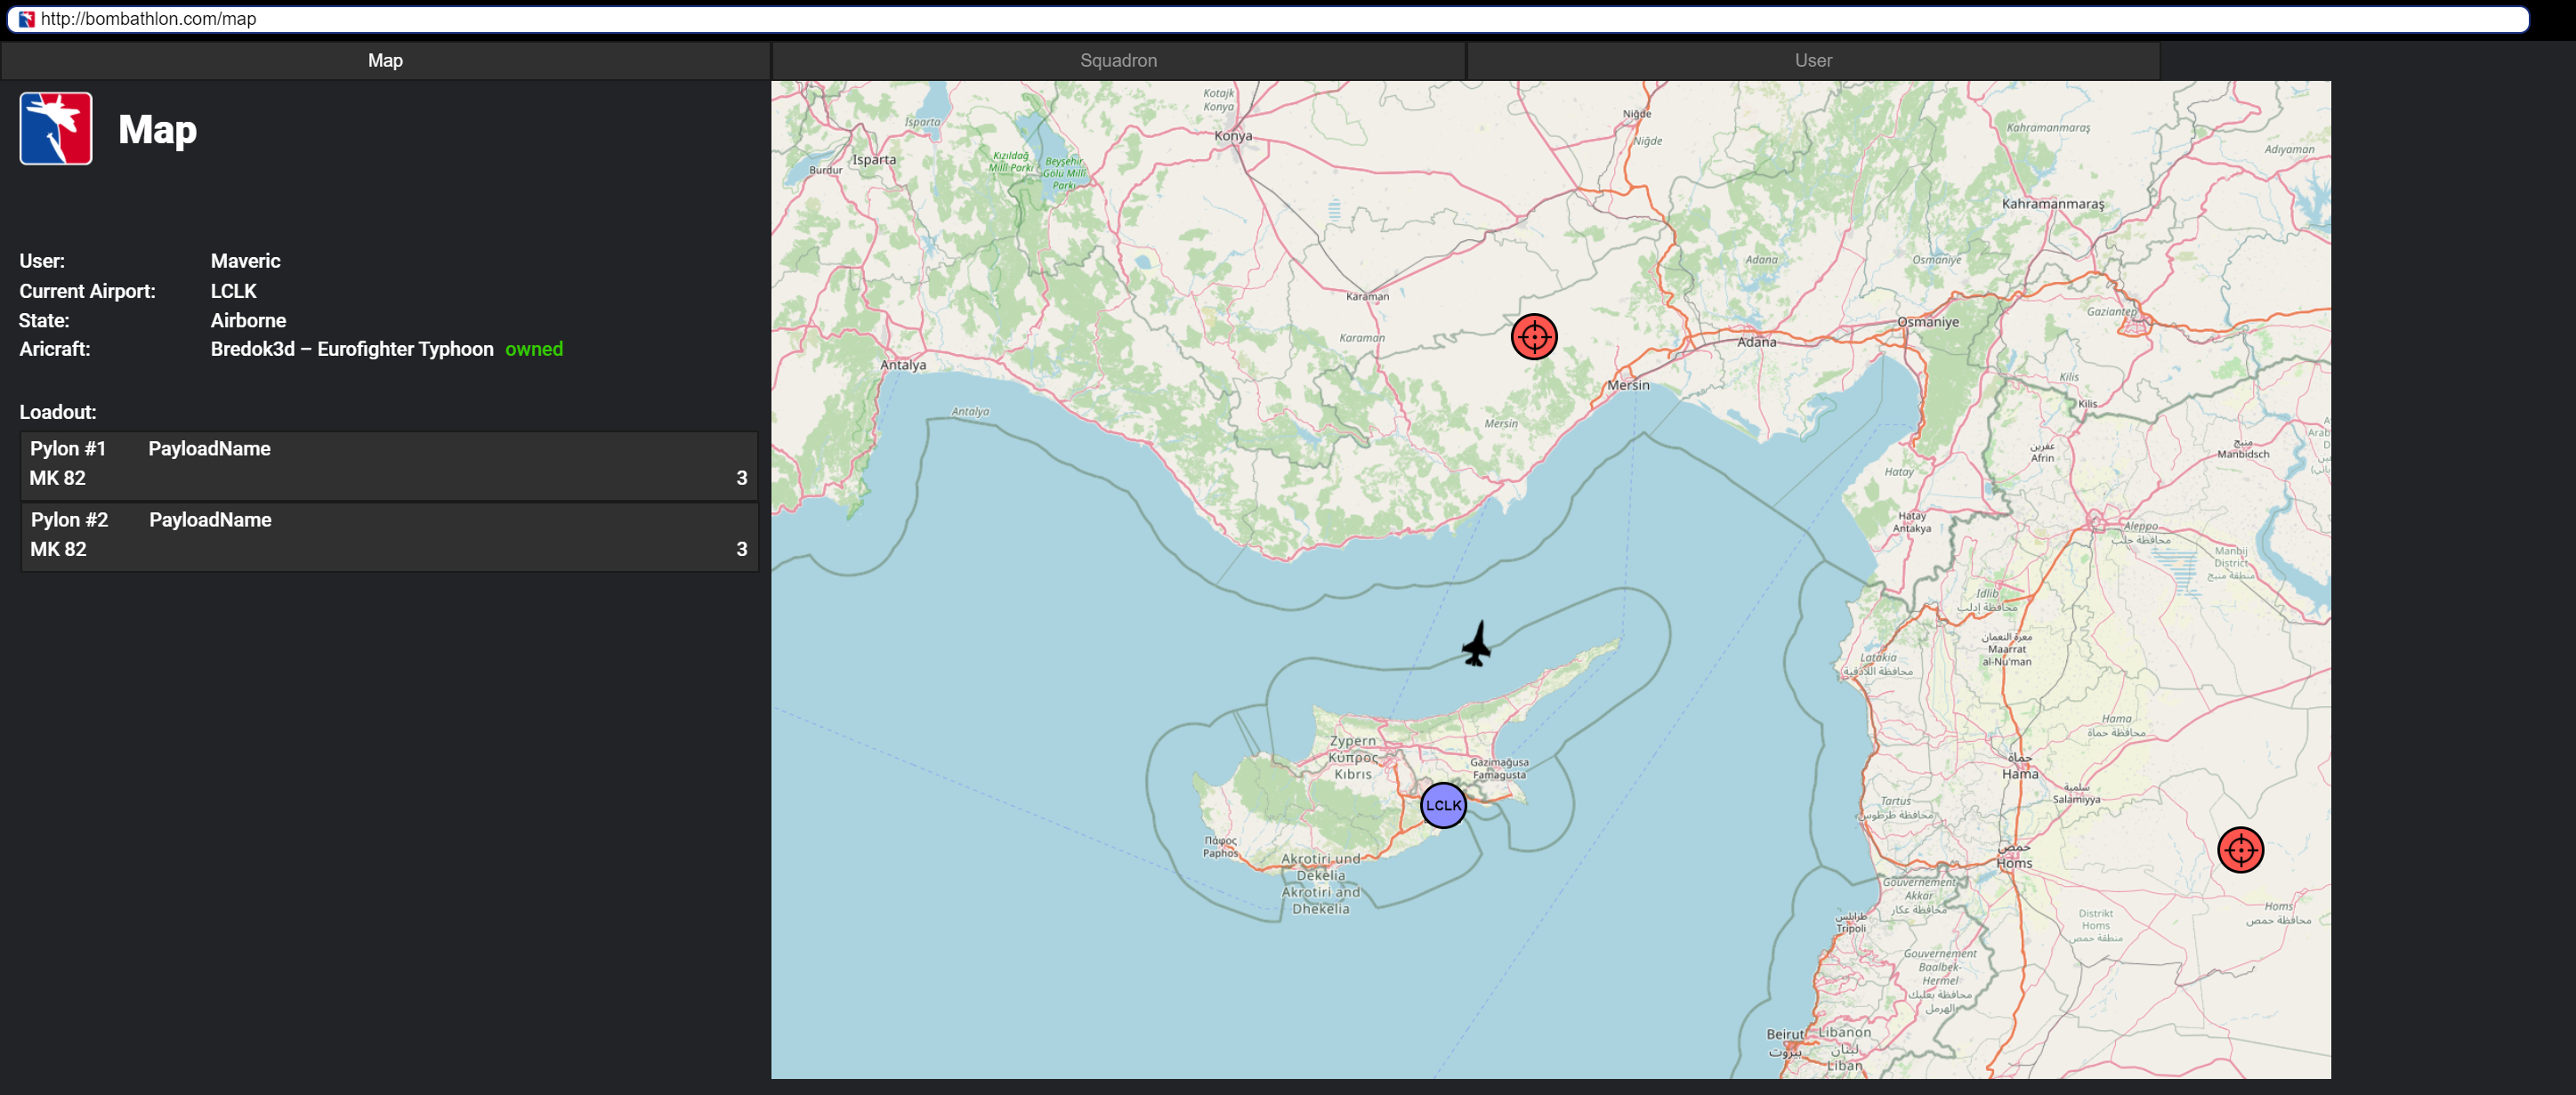 http://bombathlon.com/map
Map
Squadron
User
Map
User: Maveric
Current Airport: LCLK
State: Airborne
Aricraft: Bredok3d – Eurofighter Typhoon owned
Loadout:
Pylon #1 PayloadName
MK 82 3
Pylon #2 PayloadName
MK 82 3
Kotajk
Konya
Konya
Isparta
Isparta
Burdur
Kızıldağ
Milli Parkı
Beyşehir
Gölü Millî
Parkı
Niğde
Niğde
Kahramanmaraş
Adıyaman
Kahramanmaraş
Adana
Osmaniye
Karaman
Karaman
Gaziantep
Osmaniye
Adana
Antalya
Mersin
Kilis
Kilis
Antalya
Mersin
عفرين
Afrin
منبج
Manbidsch
Hatay
Hatay
Antakya
Aleppo
محافظة حلب
Manbij
District
منطقة منبج
Idlib
محافظة إدلب
معرة النعمان
Maarrat
al-Nu'man
Latakia
محافظة اللاذقية
Hama
محافظة حماة
Zypern
Κύπρος
Kıbrıs
Gazimağusa
Famagusta
حماة
Hama
سلمية
Salamiyya
LCLK
Tartus
محافظة طرطوس
Πάφος
Paphos
حمص
Homs
Akrotiri und
Dekelia
Akrotiri and
Dhekelia
Gouvernement
Akkar
محافظة عكار
طرابلس
Tripoli
Distrikt
Homs
منطقة حمص
Homs
محافظة حمص
Gouvernement
Baalbek-
Hermel
محافظة بعلبك
الهرمل
Beirut
بيروت
Libanon
لبنان
Liban